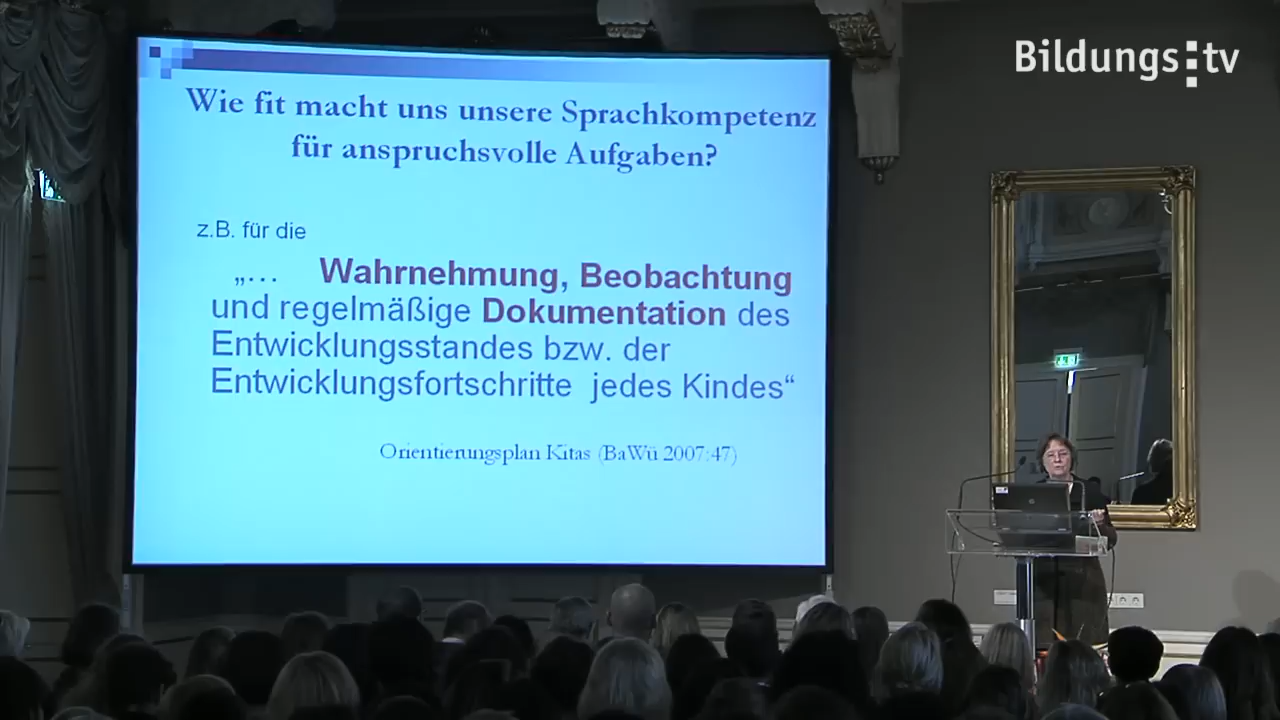 Bildungs:tv
Wie fit macht uns unsere Sprachkompetenz
für anspruchsvolle Aufgaben?
z.B. für die
„… Wahrnehmung, Beobachtung
und regelmäßige Dokumentation des
Entwicklungsstandes bzw. der
Entwicklungsfortschritte jedes Kindes“
Orientierungsplan Kitas (BaWü 2007:47)